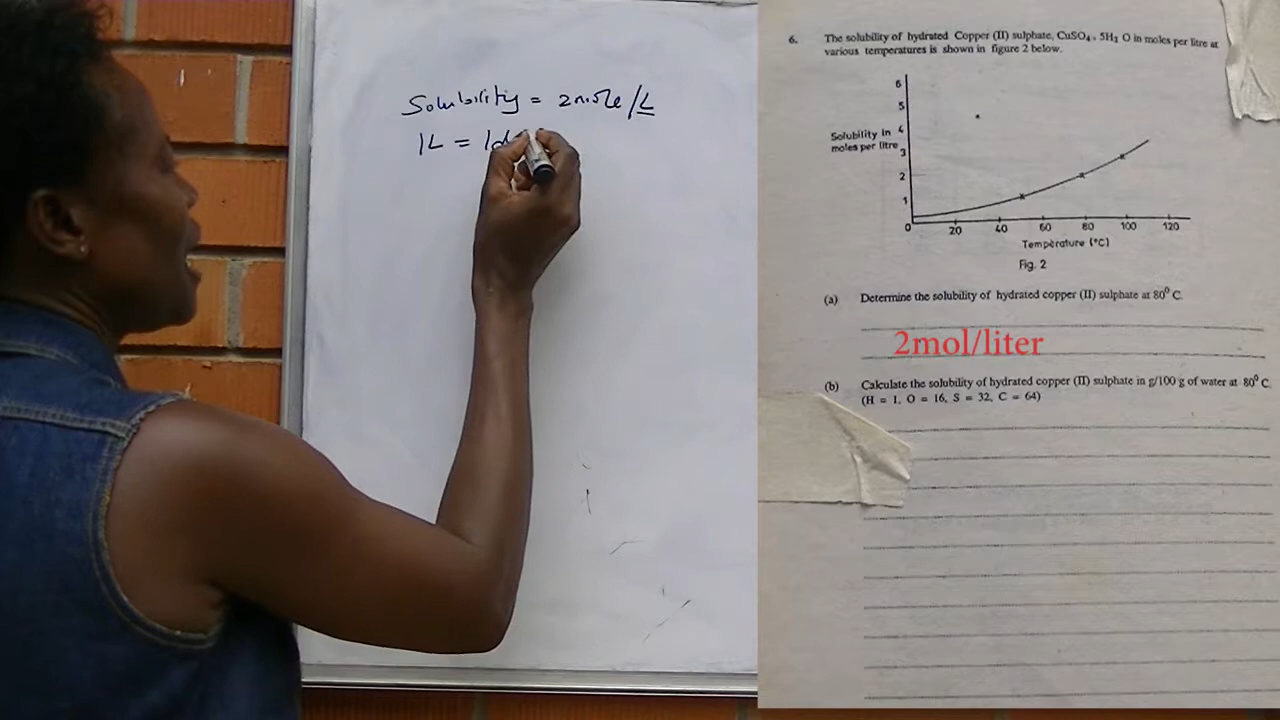 Solubility = 2mole/L
1L = 1d
6. The solubility of hydrated Copper (II) sulphate, CuSO₄ . 5H₂ O in moles per litre at
various temperatures is shown in figure 2 below.
6
5
4
3
2
1
0
Solubility in
moles per litre
20 40 60 80 100 120
Temperature (°C)
Fig. 2
(a) Determine the solubility of hydrated copper (II) sulphate at 80⁰ C.
2mol/liter
(b) Calculate the solubility of hydrated copper (II) sulphate in g/100 g of water at 80⁰ C.
(H = 1, O = 16, S = 32, C = 64)